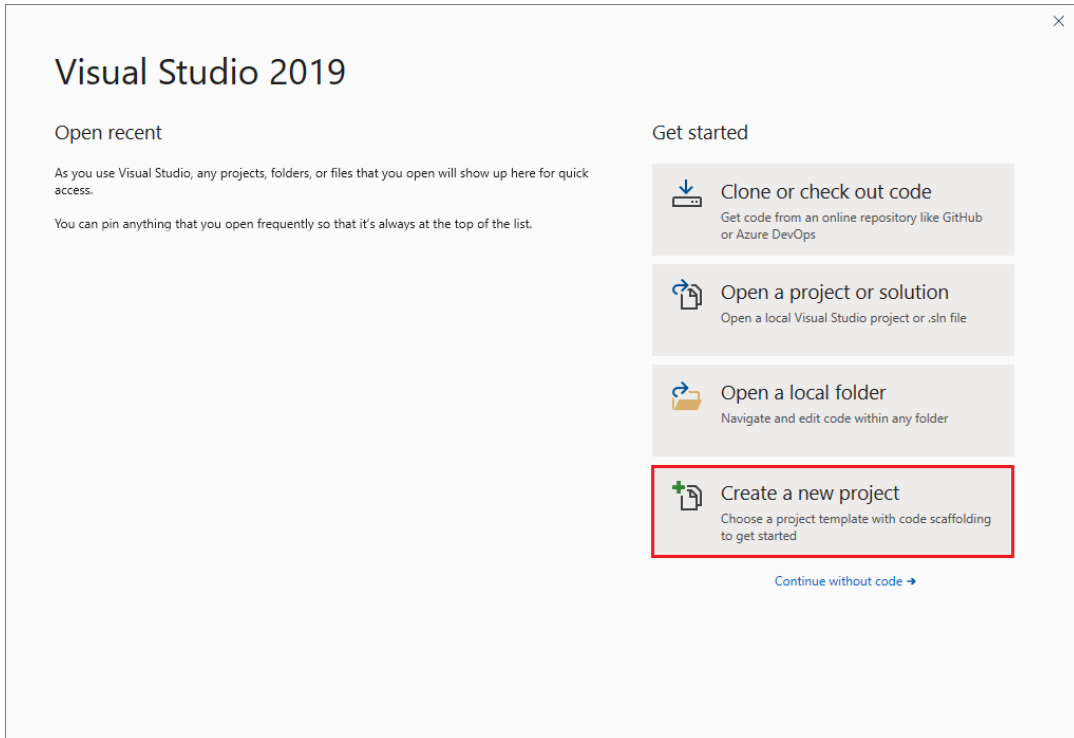 Visual Studio 2019
Open recent
As you use Visual Studio, any projects, folders, or files that you open will show up here for quick
access.
You can pin anything that you open frequently so that it's always at the top of the list.
Get started
Clone or check out code
Get code from an online repository like GitHub
or Azure DevOps
Open a project or solution
Open a local Visual Studio project or .sln file
Open a local folder
Navigate and edit code within any folder
Create a new project
Choose a project template with code scaffolding
to get started
Continue without code →